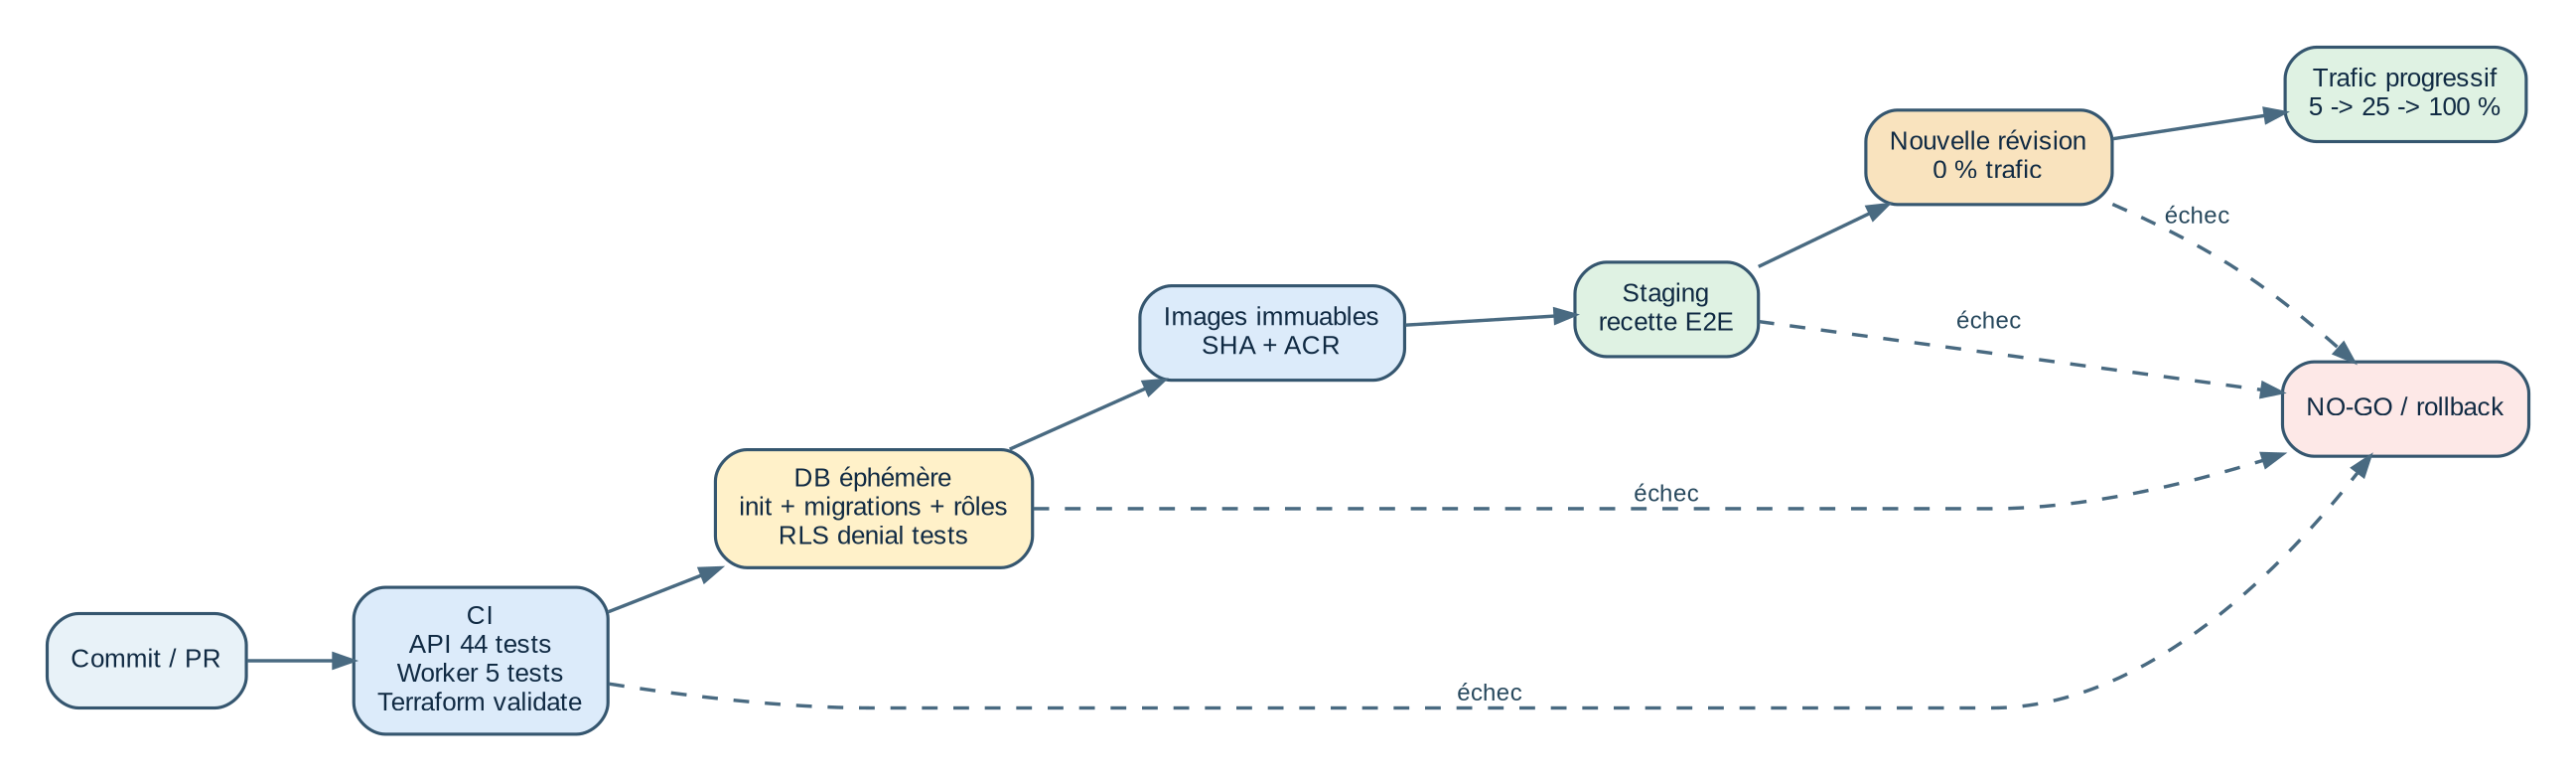 Commit / PR
CI
API 44 tests
Worker 5 tests
Terraform validate
DB éphémère
init + migrations + rôles
RLS denial tests
Images immuables
SHA + ACR
Staging
recette E2E
Nouvelle révision
0 % trafic
Trafic progressif
5 -> 25 -> 100 %
échec
échec
échec
échec
NO-GO / rollback